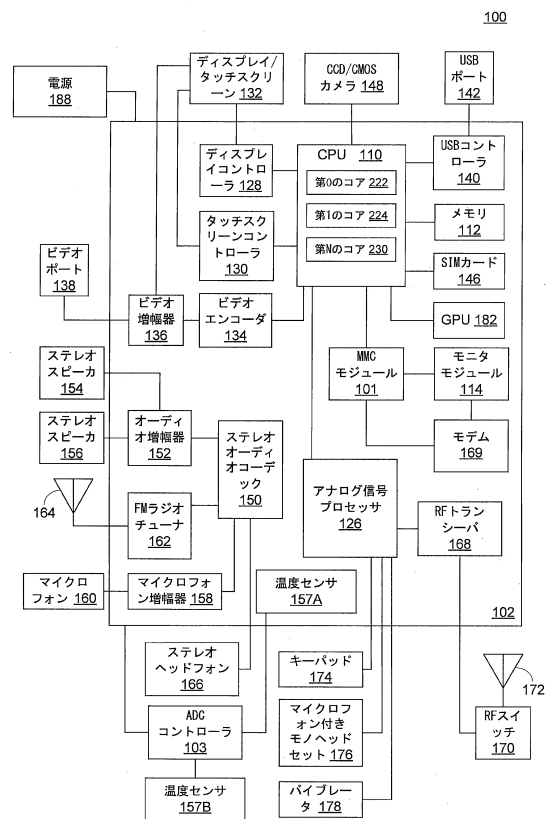 100
ディスプレイ/
タッチスクリ
ーン 132
CCD/CMOS
カメラ 148
USB
ポート
142
電源
188
ディスプレ
イコントロ
ーラ 128
CPU 110
第0のコア 222
第1のコア 224
第Nのコア 230
USBコント
ローラ
140
メモリ
112
タッチスク
リーンコント
ローラ
130
SIMカード
146
ビデオ
ポート
138
ビデオ
増幅器
136
ビデオ
エンコーダ
134
GPU 182
ステレオ
スピーカ
154
MMC
モジュール
101
モニタ
モジュール
114
ステレオ
スピーカ
156
オーディ
オ増幅器
152
ステレオ
オーディ
オコーデ
ック
150
モデム
169
164
FMラジオ
チューナ
162
アナログ信号
プロセッサ
126
RFトラン
シーバ
168
マイクロ
フォン 160
マイクロフォ
ン増幅器 158
温度センサ
157A
102
ステレオ
ヘッドフォン
166
キーパッド
174
172
ADC
コントローラ
103
マイクロフ
ォン付き
モノヘッド
セット 176
RFスイ
ッチ
170
温度センサ
157B
バイブレー
タ 178